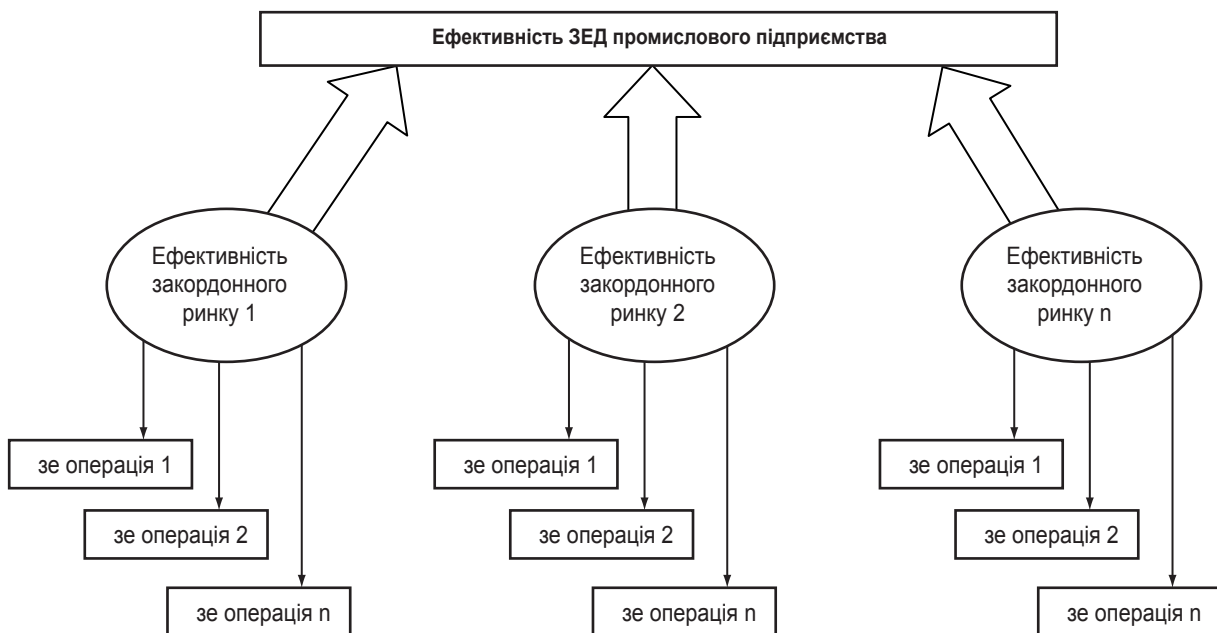 Ефективність ЗЕД промислового підприємства
Ефективність
закордонного
ринку 1
Ефективність
закордонного
ринку 2
Ефективність
закордонного
ринку n
зе операція 1
зе операція 2
зе операція n
зе операція 1
зе операція 2
зе операція n
зе операція 1
зе операція 2
зе операція n